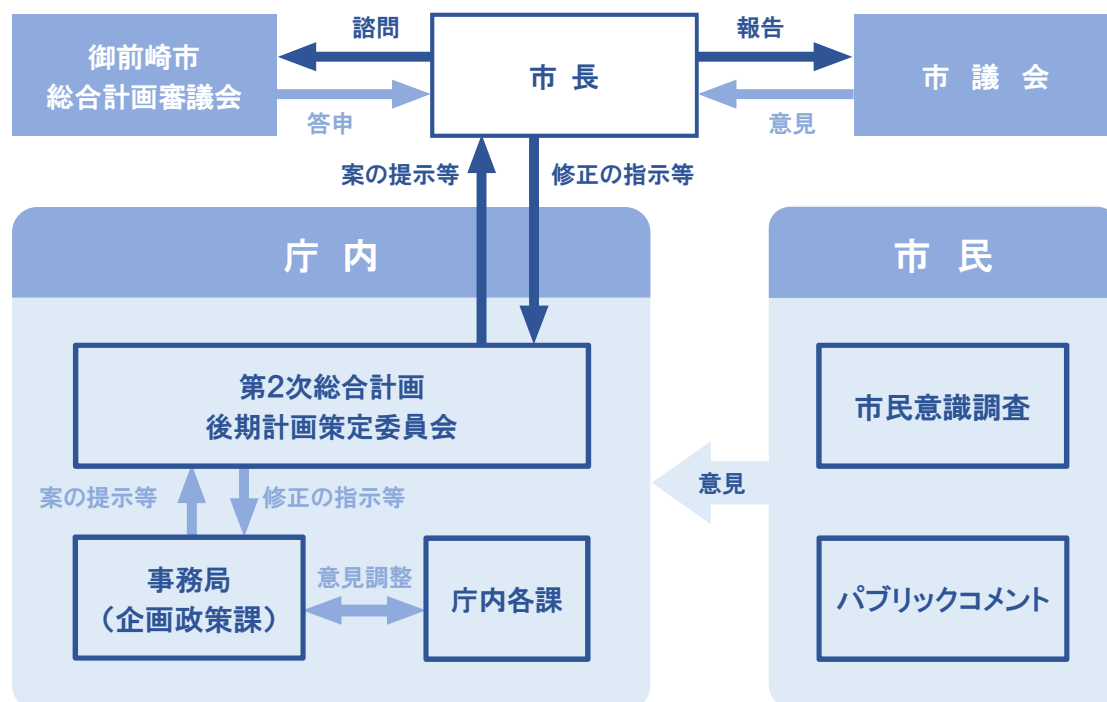 諮問
報告
御前崎市
総合計画審議会
市 長
市 議 会
答申
意見
案の提示等
修正の指示等
庁 内
市 民
第2次総合計画
後期計画策定委員会
市民意識調査
意見
案の提示等
修正の指示等
事務局
（企画政策課）
意見調整
庁内各課
パブリックコメント